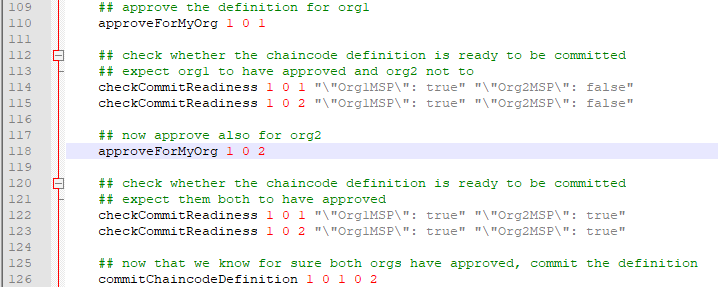 109 ## approve the definition for org1
110 approveForMyOrg 1 0 1
111
112 ## check whether the chaincode definition is ready to be committed
113 ## expect org1 to have approved and org2 not to
114 checkCommitReadiness 1 0 1 "\"Org1MSP\": true" "\"Org2MSP\": false"
115 checkCommitReadiness 1 0 2 "\"Org1MSP\": true" "\"Org2MSP\": false"
116
117 ## now approve also for org2
118 approveForMyOrg 1 0 2
119
120 ## check whether the chaincode definition is ready to be committed
121 ## expect them both to have approved
122 checkCommitReadiness 1 0 1 "\"Org1MSP\": true" "\"Org2MSP\": true"
123 checkCommitReadiness 1 0 2 "\"Org1MSP\": true" "\"Org2MSP\": true"
124
125 ## now that we know for sure both orgs have approved, commit the definition
126 commitChaincodeDefinition 1 0 1 0 2